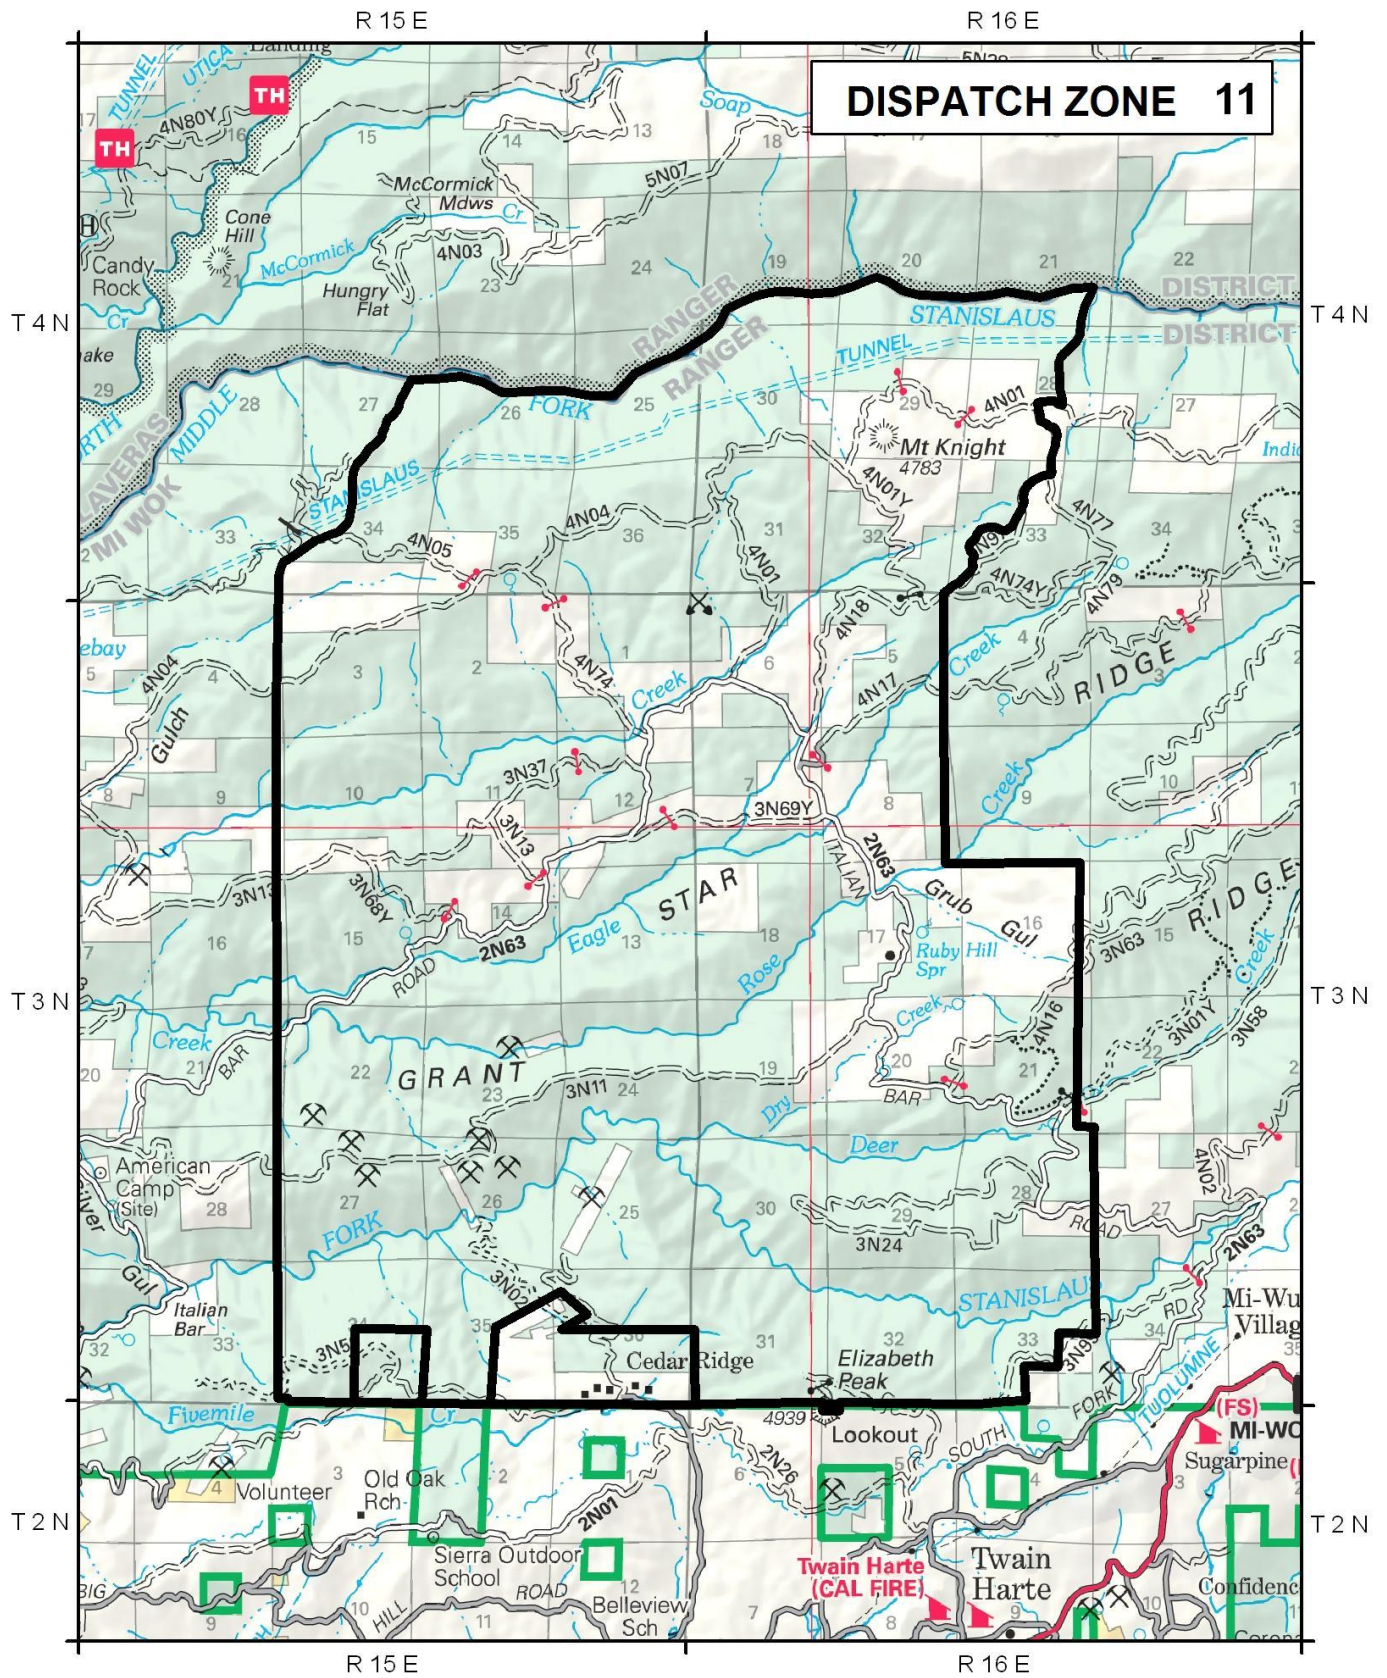 R 15 E
R 16 E
Landing
5N28
TUNNEL
UTICA
TH
DISPATCH ZONE 11
17
4N80Y
16
15
14
13
Soap
18
TH
McCormick
Mdws
5N07
Cr
Cone
Hill
McCormick
4N03
Candy
Rock
21
Hungry
Flat
23
24
19
20
21
22
RANGER
DISTRICT
T 4 N
Cr
STANISLAUS
T 4 N
RANGER
DISTRICT
TUNNEL
29
28
27
26
FORK
25
30
29
4N01
28
27
MIDDLE
Mt Knight
4783
STANISLAUS
4N01Y
MI WOK
33
34
4N05
35
4N04
36
31
32
33
4N77
34
4N01
4N74Y
4N79
4N18
5
4N04
4
3
2
1
6
5
4
Creek
RIDGE
3
4N74
Creek
4N17
Gulch
8
9
10
3N37
11
12
7
8
9
10
Creek
3N69Y
3N13
ITALIAN
2N63
3N13
3N68Y
14
STAR
Grub
Gul
16
RIDGE
7
16
15
2N63
Eagle
13
18
17
Ruby Hill
Spr
3N63
15
ROAD
Rose
Creek
T 3 N
T 3 N
Creek
Creek
4N16
3N01Y
3N58
BAR
20
21
22
GRANT
23
3N11
24
19
20
21
22
BAR
Dry
Deer
American
Camp
(Site)
28
27
26
25
30
29
28
27
4N02
ROAD
3N24
2N63
FORK
Gul
3N02
STANISLAUS
Italian
Bar
RD
Mi-Wu
Villag
32
33
34
35
36
31
32
33
34
35
Cedar Ridge
Elizabeth
Peak
TUOLUMNE
FORK
Fivemile
Cr
4939
Lookout
(FS)
MI-WO
SOUTH
Sugarpine
4
Volunteer
3
Old Oak
Rch
2
1
6
2N26
5
4
3
2N01
T 2 N
T 2 N
Sierra Outdoor
School
Twain Harte
(CAL FIRE)
Twain
Harte
BIG
HILL
ROAD
12
Belleview
Sch
Confidenc
9
10
11
7
8
9
10
R 15 E
R 16 E